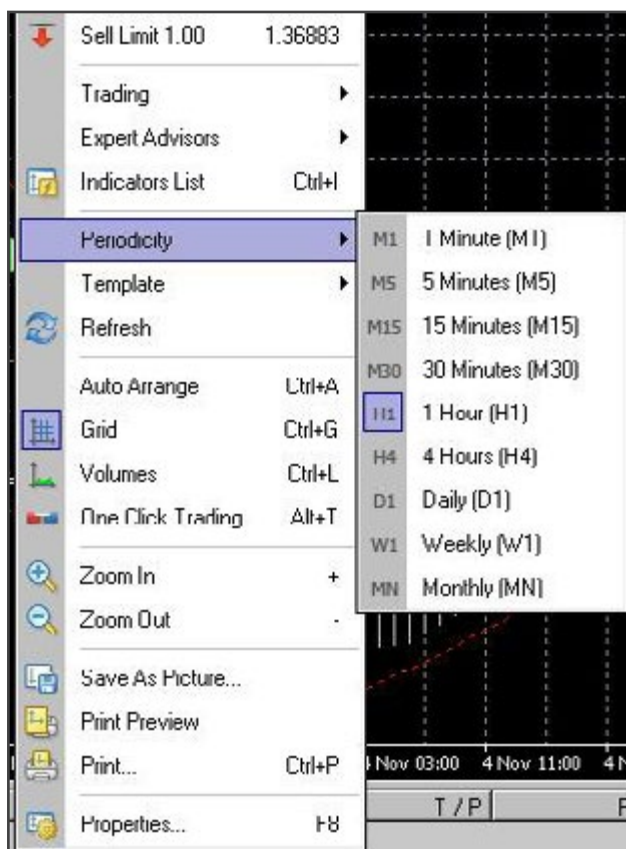 Sell Limit 1.00 1.36883
Trading
Expert Advisors
Indicators List Ctrl+I
Periodicity
Template
Refresh
Auto Arrange Ctrl+A
Grid Ctrl+G
Volumes Ctrl+L
One Click Trading Alt+T
Zoom In +
Zoom Out -
Save As Picture...
Print Preview
Print... Ctrl+P
Properties... F8
M1 1 Minute (M1)
M5 5 Minutes (M5)
M15 15 Minutes (M15)
M30 30 Minutes (M30)
H1 1 Hour (H1)
H4 4 Hours (H4)
D1 Daily (D1)
W1 Weekly (W1)
MN Monthly (MN)
Nov 03:00 4 Nov 11:00 4
T / P